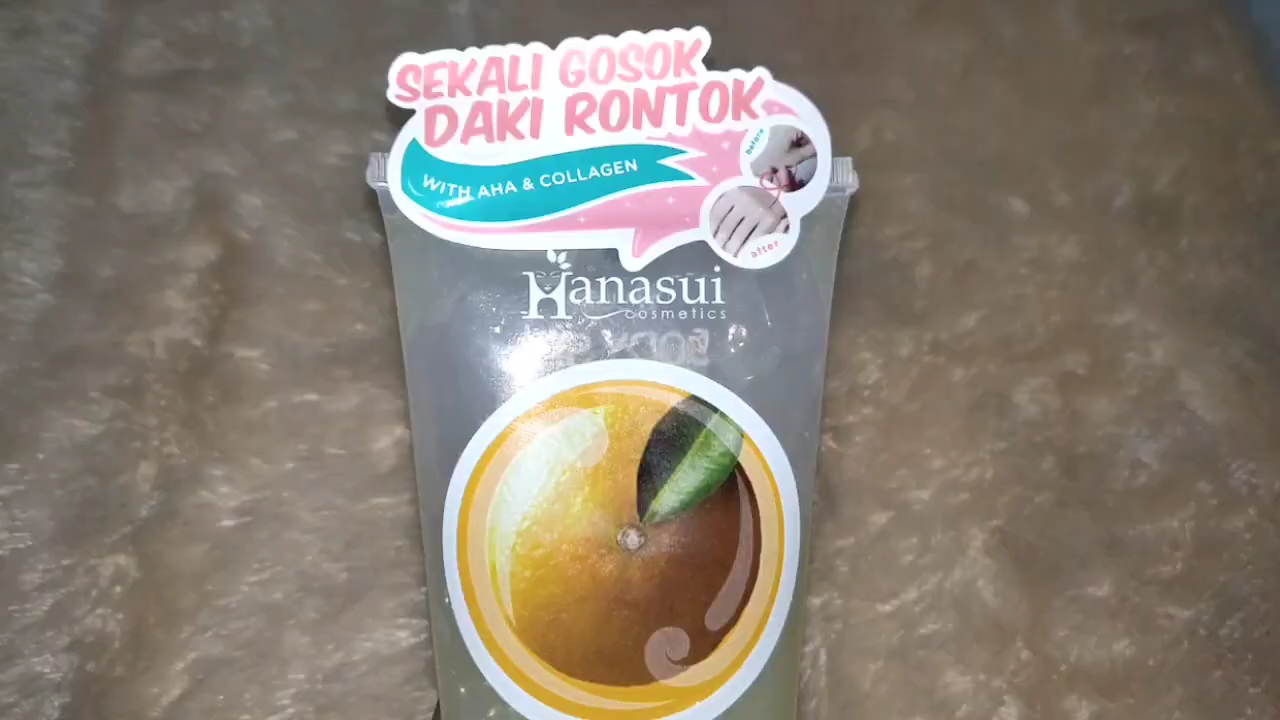 SEKALI GOSOK
DAKI RONTOK
WITH AHA & COLLAGEN
before
after
Hanasui
cosmetics